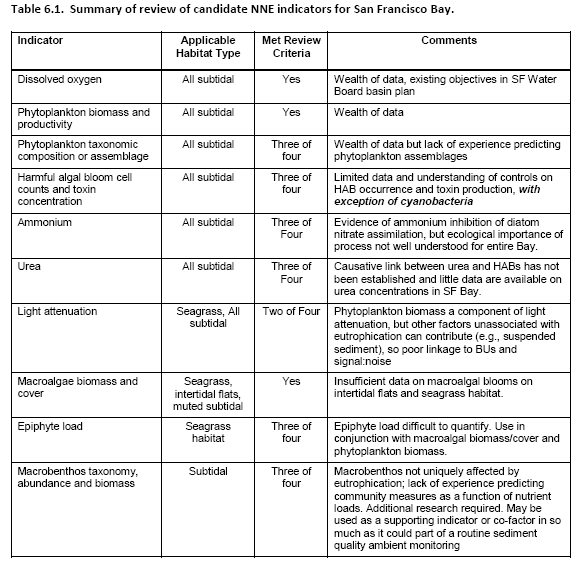 Table 6.1. Summary of review of candidate NNE indicators for San Francisco Bay.
Indicator
Applicable
Habitat Type
Met Review
Criteria
Comments
Dissolved oxygen
All subtidal
Yes
Wealth of data, existing objectives in SF Water
Board basin plan
Phytoplankton biomass and
productivity
All subtidal
Yes
Wealth of data
Phytoplankton taxonomic
composition or assemblage
All subtidal
Three of
four
Wealth of data but lack of experience predicting
phytoplankton assemblages
Harmful algal bloom cell
counts and toxin
concentration
All subtidal
Three of
four
Limited data and understanding of controls on
HAB occurrence and toxin production, with
exception of cyanobacteria
Ammonium
All subtidal
Three of
Four
Evidence of ammonium inhibition of diatom
nitrate assimilation, but ecological importance of
process not well understood for entire Bay.
Urea
All subtidal
Three of
Four
Causative link between urea and HABs has not
been established and little data are available on
urea concentrations in SF Bay.
Light attenuation
Seagrass, All
subtidal
Two of Four
Phytoplankton biomass a component of light
attenuation, but other factors unassociated with
eutrophication can contribute (e.g., suspended
sediment), so poor linkage to BUs and
signal:noise
Macroalgae biomass and
cover
Seagrass,
intertidal flats,
muted subtidal
Yes
Insufficient data on macroalgal blooms on
intertidal flats and seagrass habitat.
Epiphyte load
Seagrass
habitat
Three of
four
Epiphyte load difficult to quantify. Use in
conjunction with macroalgal biomass/cover and
phytoplankton biomass.
Macrobenthos taxonomy,
abundance and biomass
Subtidal
Three of
four
Macrobenthos not uniquely affected by
eutrophication; lack of experience predicting
community measures as a function of nutrient
loads. Additional research required. May be
used as a supporting indicator or co-factor in so
much as it could part of a routine sediment
quality ambient monitoring